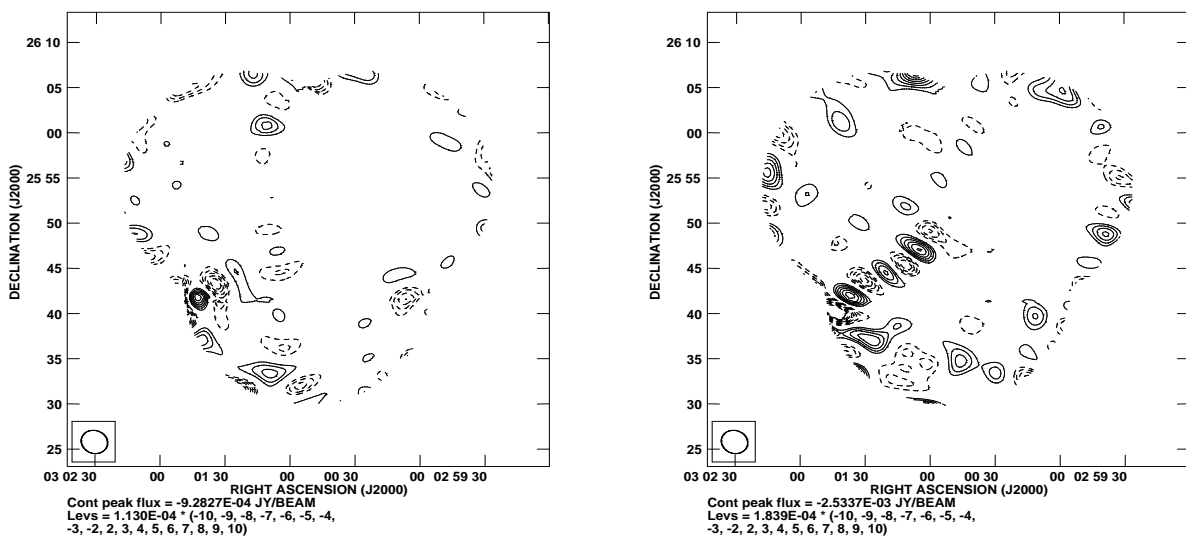 DECLINATION (J2000)
26 10
05
00
25 55
50
45
40
35
30
25
03 02 30 00 01 30 00 00 30 00 02 59 30
RIGHT ASCENSION (J2000)
Cont peak flux = -9.2827E-04 JY/BEAM
Levs = 1.130E-04 * (-10, -9, -8, -7, -6, -5, -4,
-3, -2, 2, 3, 4, 5, 6, 7, 8, 9, 10)
DECLINATION (J2000)
26 10
05
00
25 55
50
45
40
35
30
25
03 02 30 00 01 30 00 00 30 00 02 59 30
RIGHT ASCENSION (J2000)
Cont peak flux = -2.5337E-03 JY/BEAM
Levs = 1.839E-04 * (-10, -9, -8, -7, -6, -5, -4,
-3, -2, 2, 3, 4, 5, 6, 7, 8, 9, 10)